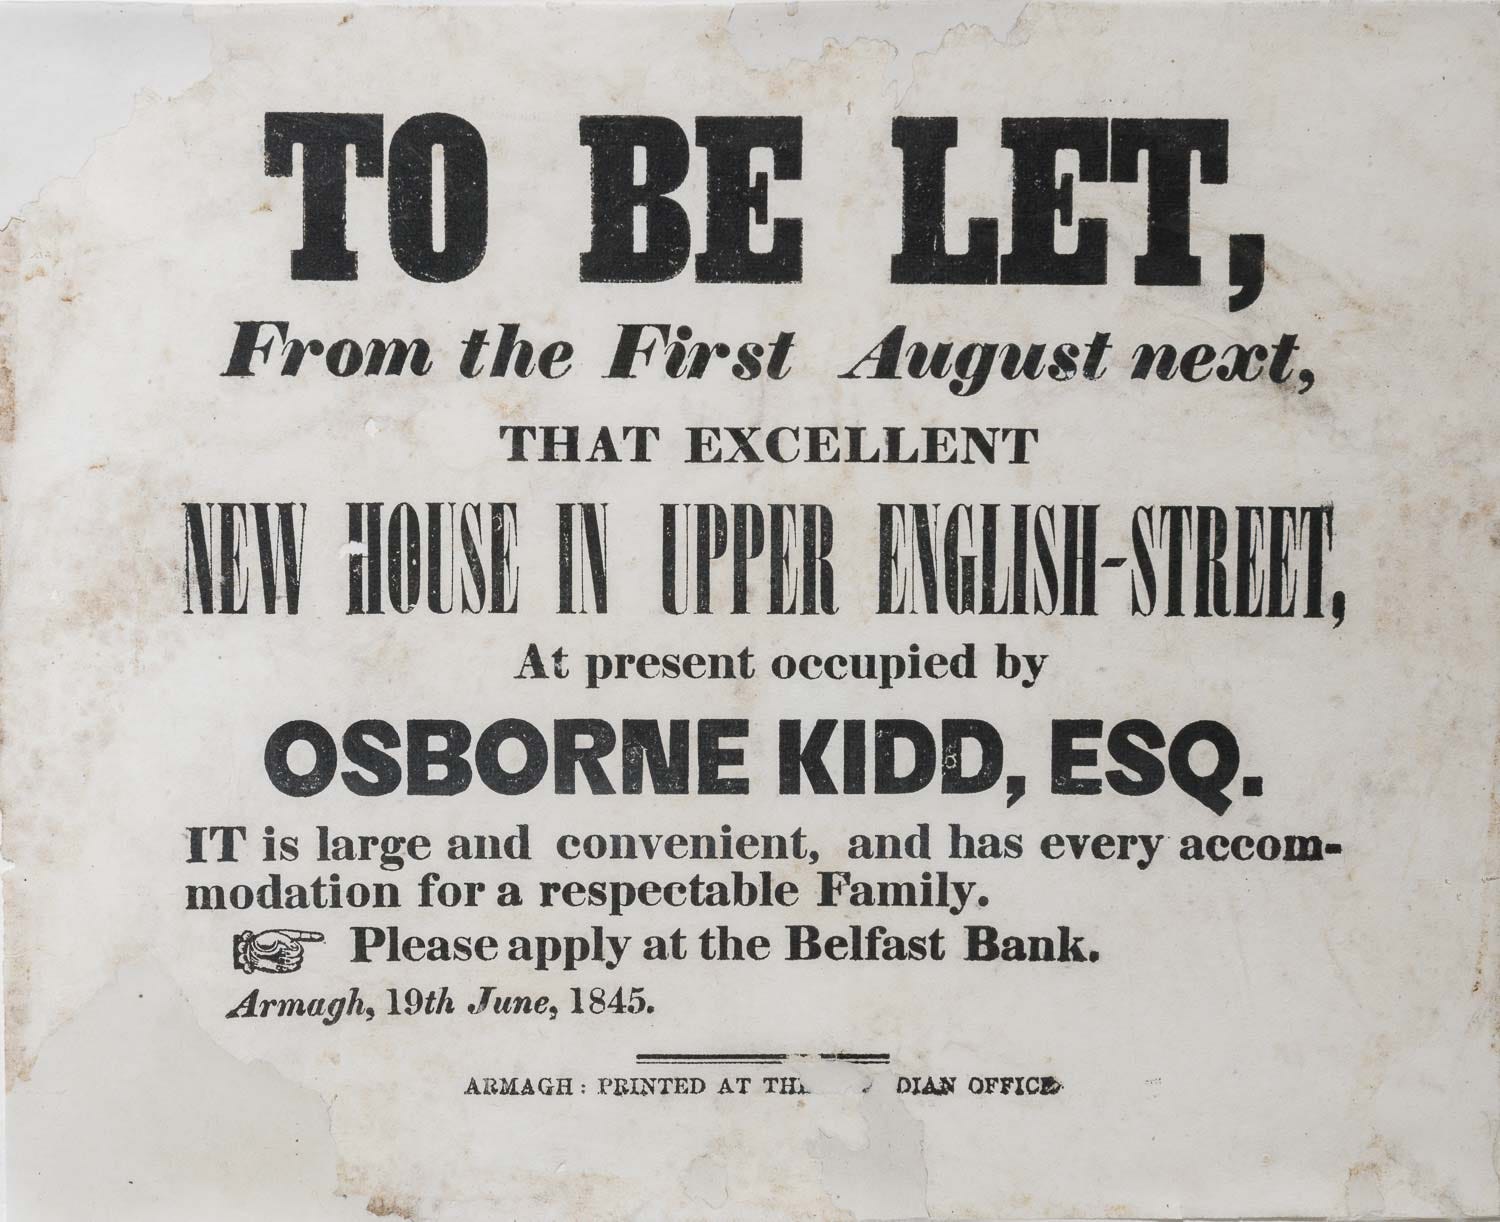 TO BE LET,
From the First August next,
THAT EXCELLENT
NEW HOUSE IN UPPER ENGLISH-STREET,
At present occupied by
OSBORNE KIDD, ESQ.
IT is large and convenient, and has every accom-
modation for a respectable Family.
Please apply at the Belfast Bank.
Armagh, 19th June, 1845.
ARMAGH: PRINTED AT OFFICE